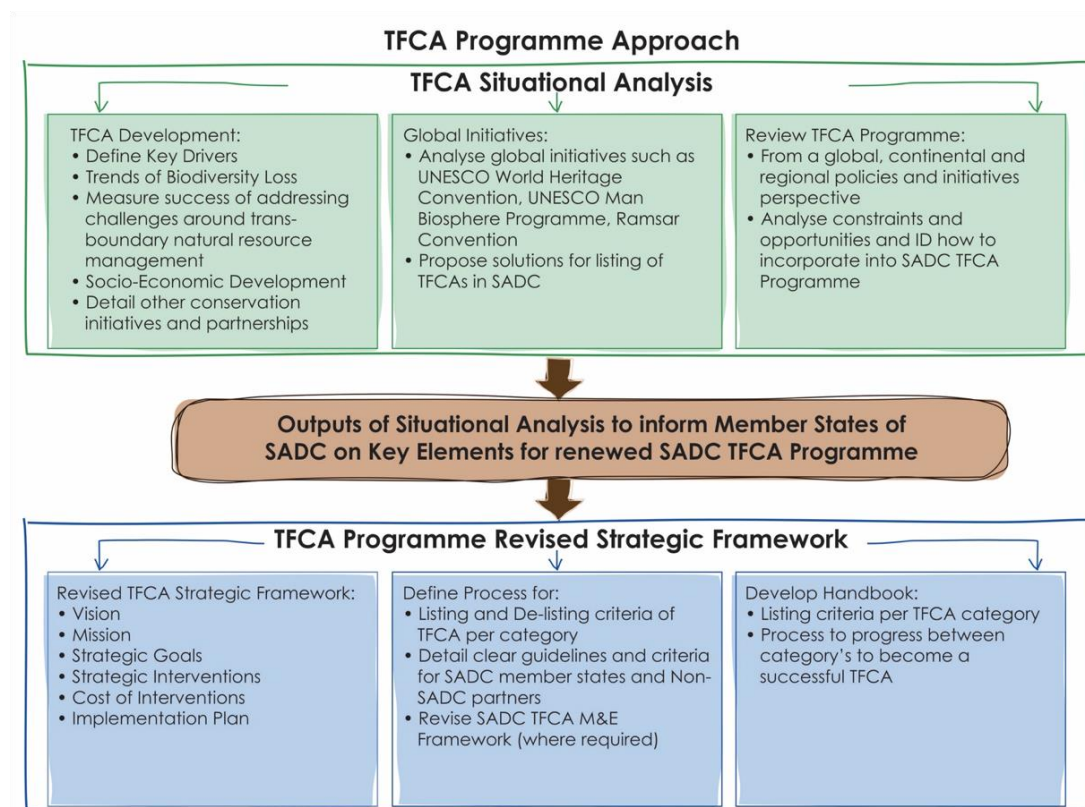 TFCA Programme Approach
TFCA Situational Analysis
TFCA Development:
• Define Key Drivers
• Trends of Biodiversity Loss
• Measure success of addressing
challenges around trans-
boundary natural resource
management
• Socio-Economic Development
• Detail other conservation
initiatives and partnerships
Global Initiatives:
• Analyse global initiatives such as
UNESCO World Heritage
Convention, UNESCO Man
Biosphere Programme, Ramsar
Convention
• Propose solutions for listing of
TFCAs in SADC
Review TFCA Programme:
• From a global, continental and
regional policies and initiatives
perspective
• Analyse constraints and
opportunities and ID how to
incorporate into SADC TFCA
Programme
Outputs of Situational Analysis to inform Member States of
SADC on Key Elements for renewed SADC TFCA Programme
TFCA Programme Revised Strategic Framework
Revised TFCA Strategic Framework:
• Vision
• Mission
• Strategic Goals
• Strategic Interventions
• Cost of Interventions
• Implementation Plan
Define Process for:
• Listing and De-listing criteria of
TFCA per category
• Detail clear guidelines and criteria
for SADC member states and Non-
SADC partners
• Revise SADC TFCA M&E
Framework (where required)
Develop Handbook:
• Listing criteria per TFCA category
• Process to progress between
category's to become a
successful TFCA